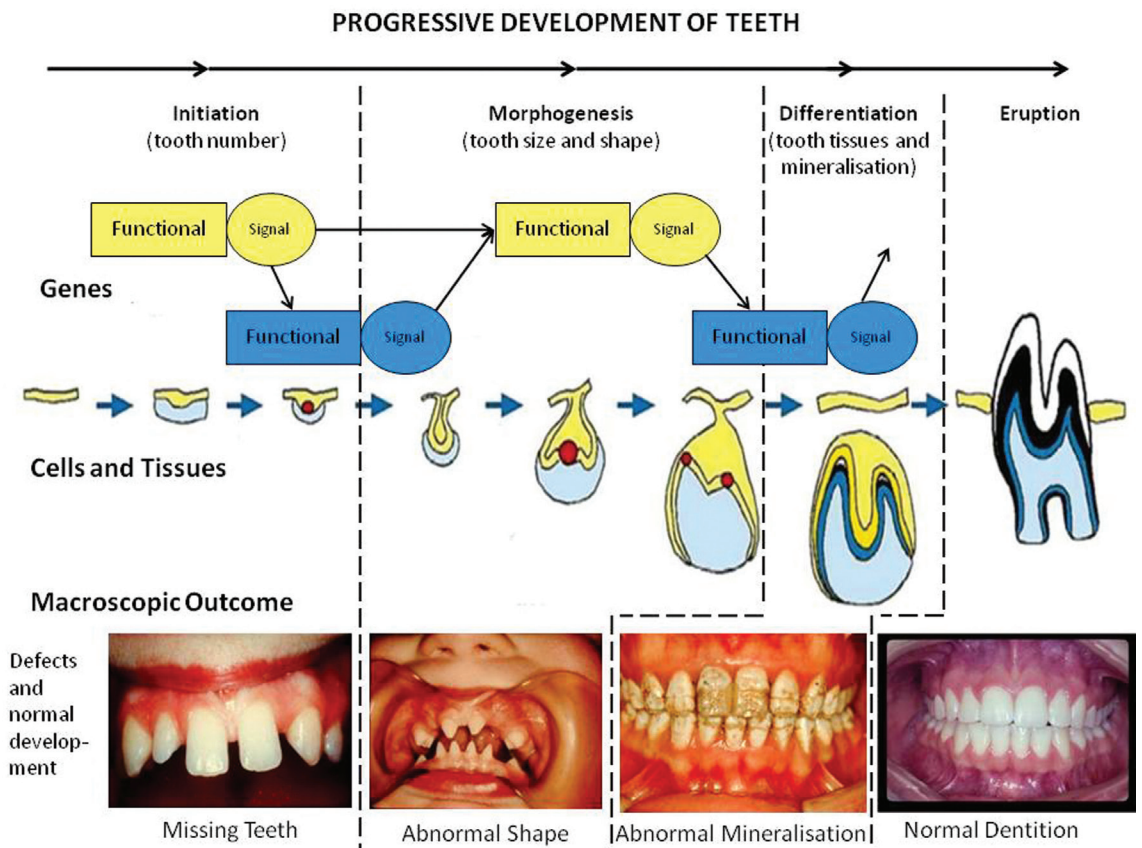 PROGRESSIVE DEVELOPMENT OF TEETH
Initiation
(tooth number)
Morphogenesis
(tooth size and shape)
Differentiation
(tooth tissues and
mineralisation)
Eruption
Functional
Signal
Functional
Signal
Genes
Functional
Signal
Functional
Signal
Cells and Tissues
Macroscopic Outcome
Defects
and
normal
develop-
ment
Missing Teeth
Abnormal Shape
Abnormal Mineralisation
Normal Dentition